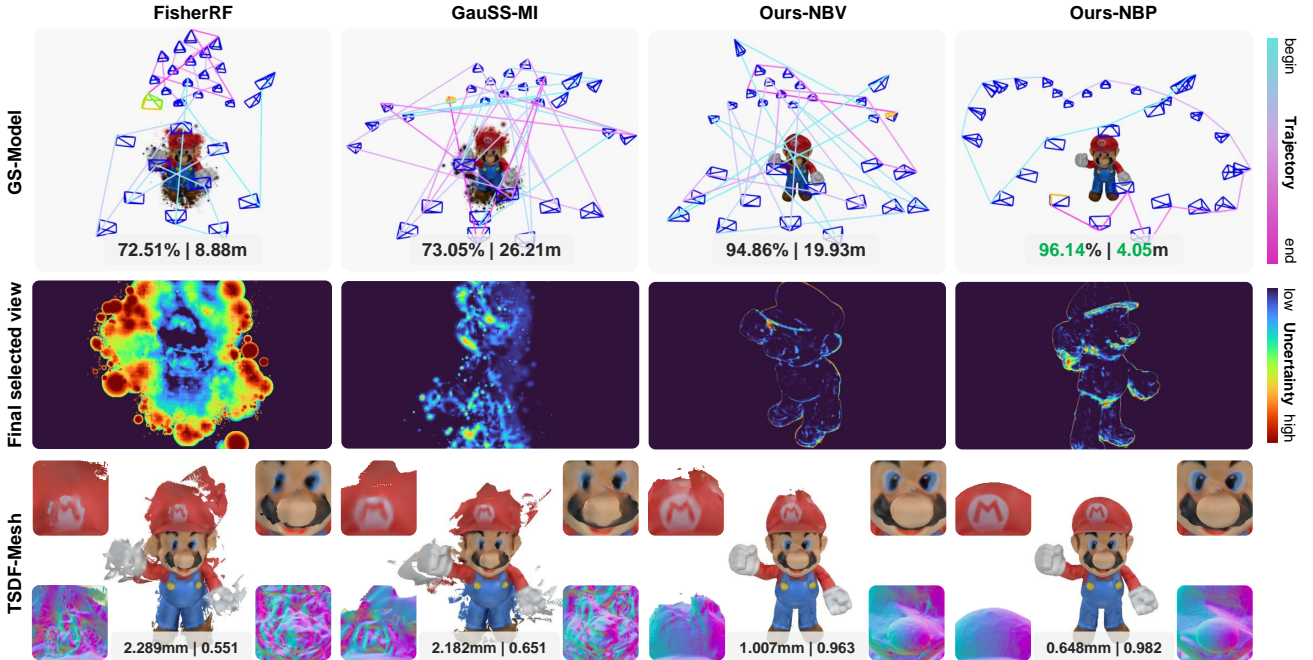 FisherRF
GauSS-MI
Ours-NBV
Ours-NBP
GS-Model
72.51% | 8.88m
73.05% | 26.21m
94.86% | 19.93m
96.14% | 4.05m
begin Trajectory end
Final selected view
low Uncertainty high
TSDF-Mesh
M
M
M
M
M
M
M
M
2.289mm | 0.551
2.182mm | 0.651
1.007mm | 0.963
0.648mm | 0.982